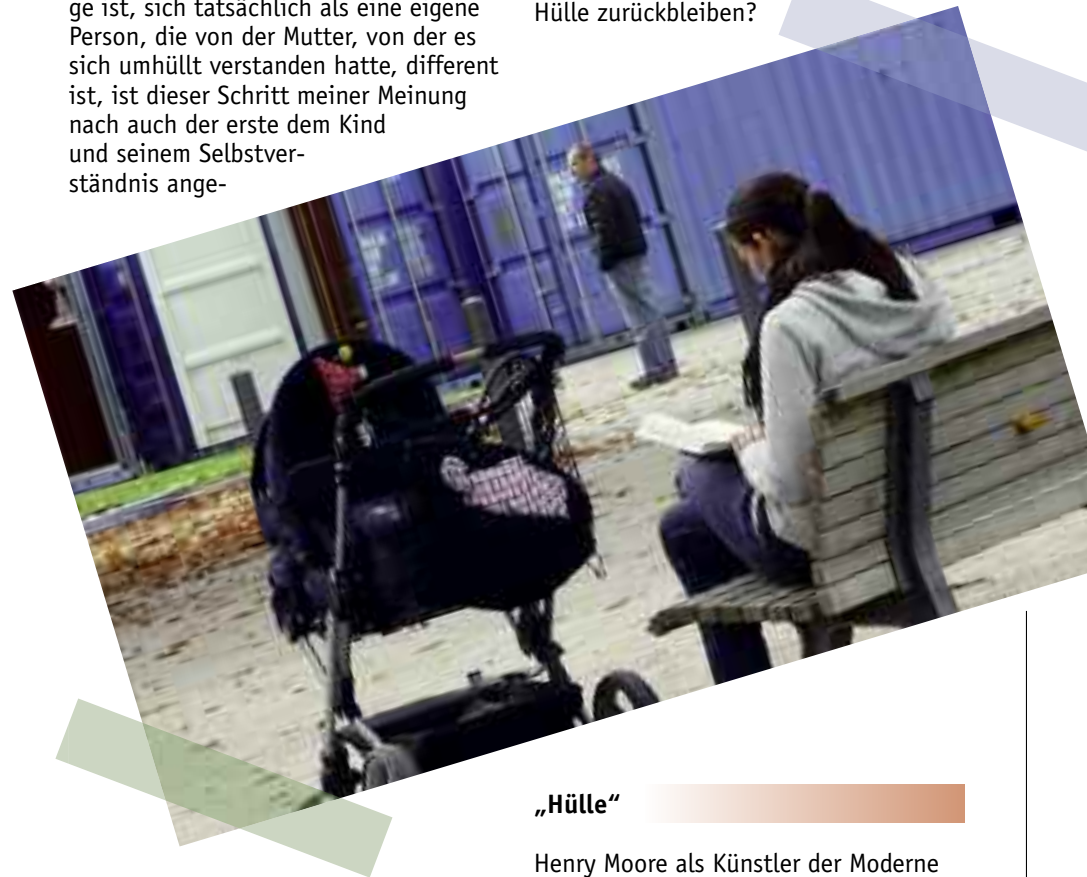 ge ist, sich tatsächlich als eine eigene
Person, die von der Mutter, von der es
sich umhüllt verstanden hatte, different
ist, ist dieser Schritt meiner Meinung
nach auch der erste dem Kind
und seinem Selbstver-
ständnis ange-
Hülle zurückbleiben?
„Hülle“
Henry Moore als Künstler der Moderne